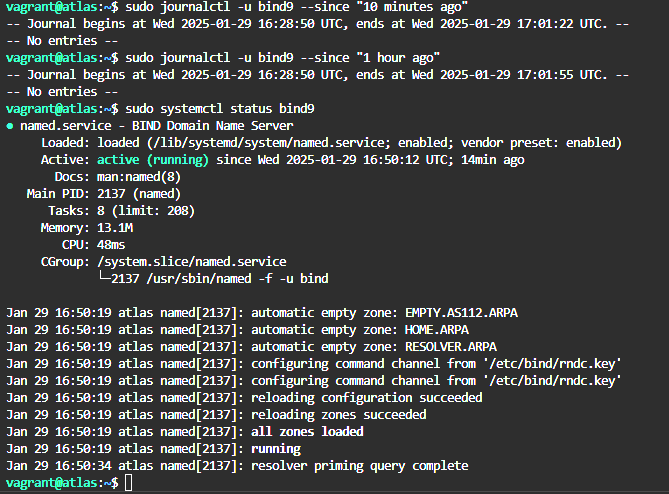 vagrant@atlas:~$ sudo journalctl -u bind9 --since "10 minutes ago"
-- Journal begins at Wed 2025-01-29 16:28:50 UTC, ends at Wed 2025-01-29 17:01:22 UTC. --
-- No entries --
vagrant@atlas:~$ sudo journalctl -u bind9 --since "1 hour ago"
-- Journal begins at Wed 2025-01-29 16:28:50 UTC, ends at Wed 2025-01-29 17:01:55 UTC. --
-- No entries --
vagrant@atlas:~$ sudo systemctl status bind9
● named.service - BIND Domain Name Server
     Loaded: loaded (/lib/systemd/system/named.service; enabled; vendor preset: enabled)
     Active: active (running) since Wed 2025-01-29 16:50:12 UTC; 14min ago
       Docs: man:named(8)
   Main PID: 2137 (named)
      Tasks: 8 (limit: 208)
     Memory: 13.1M
        CPU: 48ms
     CGroup: /system.slice/named.service
             └─2137 /usr/sbin/named -f -u bind

Jan 29 16:50:19 atlas named[2137]: automatic empty zone: EMPTY.AS112.ARPA
Jan 29 16:50:19 atlas named[2137]: automatic empty zone: HOME.ARPA
Jan 29 16:50:19 atlas named[2137]: automatic empty zone: RESOLVER.ARPA
Jan 29 16:50:19 atlas named[2137]: configuring command channel from '/etc/bind/rndc.key'
Jan 29 16:50:19 atlas named[2137]: configuring command channel from '/etc/bind/rndc.key'
Jan 29 16:50:19 atlas named[2137]: reloading configuration succeeded
Jan 29 16:50:19 atlas named[2137]: reloading zones succeeded
Jan 29 16:50:19 atlas named[2137]: all zones loaded
Jan 29 16:50:19 atlas named[2137]: running
Jan 29 16:50:34 atlas named[2137]: resolver priming query complete
vagrant@atlas:~$